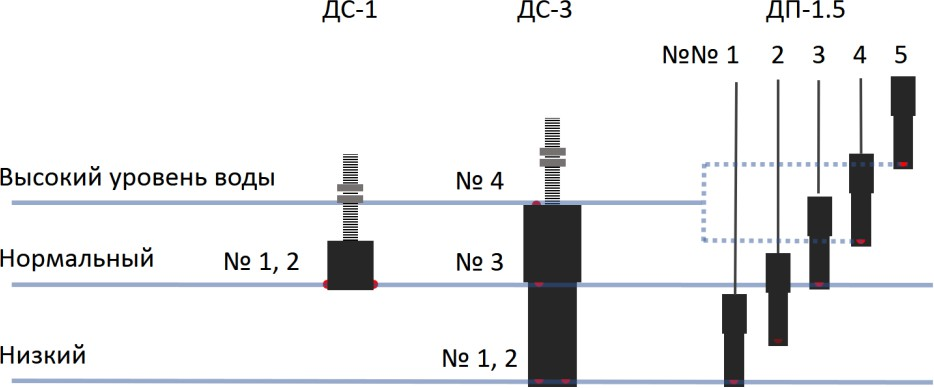 ДС-1 ДС-3 ДП-1.5
№№ 1 2 3 4 5
Высокий уровень воды № 4
Нормальный № 1, 2 № 3
Низкий № 1, 2